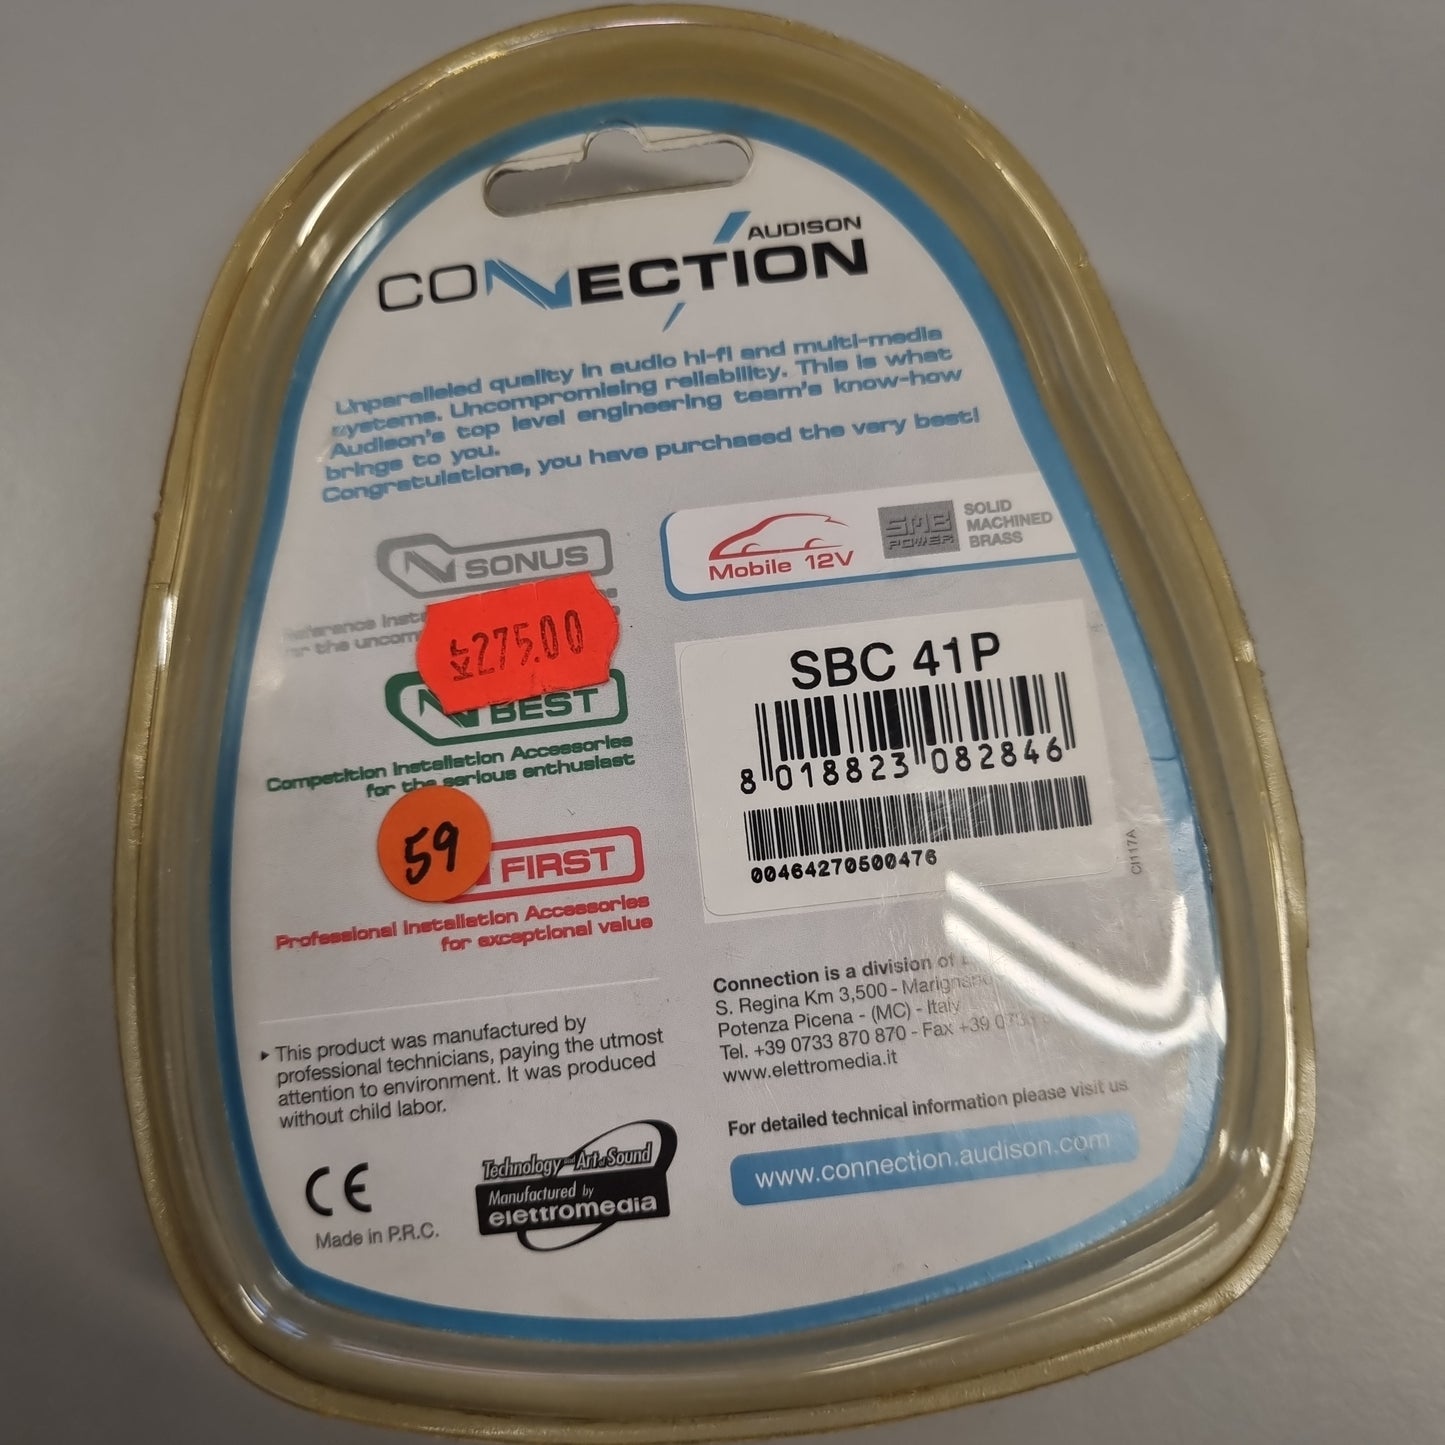 AUDISON
CONNECTION
Unparalleled quality in audio hi-fi and multi-media
systems. Uncompromising reliability. This is what
Audison's top level engineering team's know-how
brings to you.
Congratulations, you have purchased the very best!
SONUS
for the
275.00
BEST
Competition Installation Accessories
for the serious enthusiast
59
FIRST
Professional Installation Accessories
for exceptional value
Mobile 12V
SMB
POWER
SOLID
MACHINED
BRASS
SBC 41P
8 018823 082846
00464270500476
CI117A
Connection is a division of
S. Regina Km 3,500 - Marignano
Potenza Picena - (MC) - Italy
Tel. +39 0733 870 870 - Fax +39
www.elettromedia.it
For detailed technical information please visit us
www.connection.audison.com
This product was manufactured by
professional technicians, paying the utmost
attention to environment. It was produced
without child labor.
CE
Made in P.R.C.
Technology and Art of Sound
Manufactured by
elettromedia